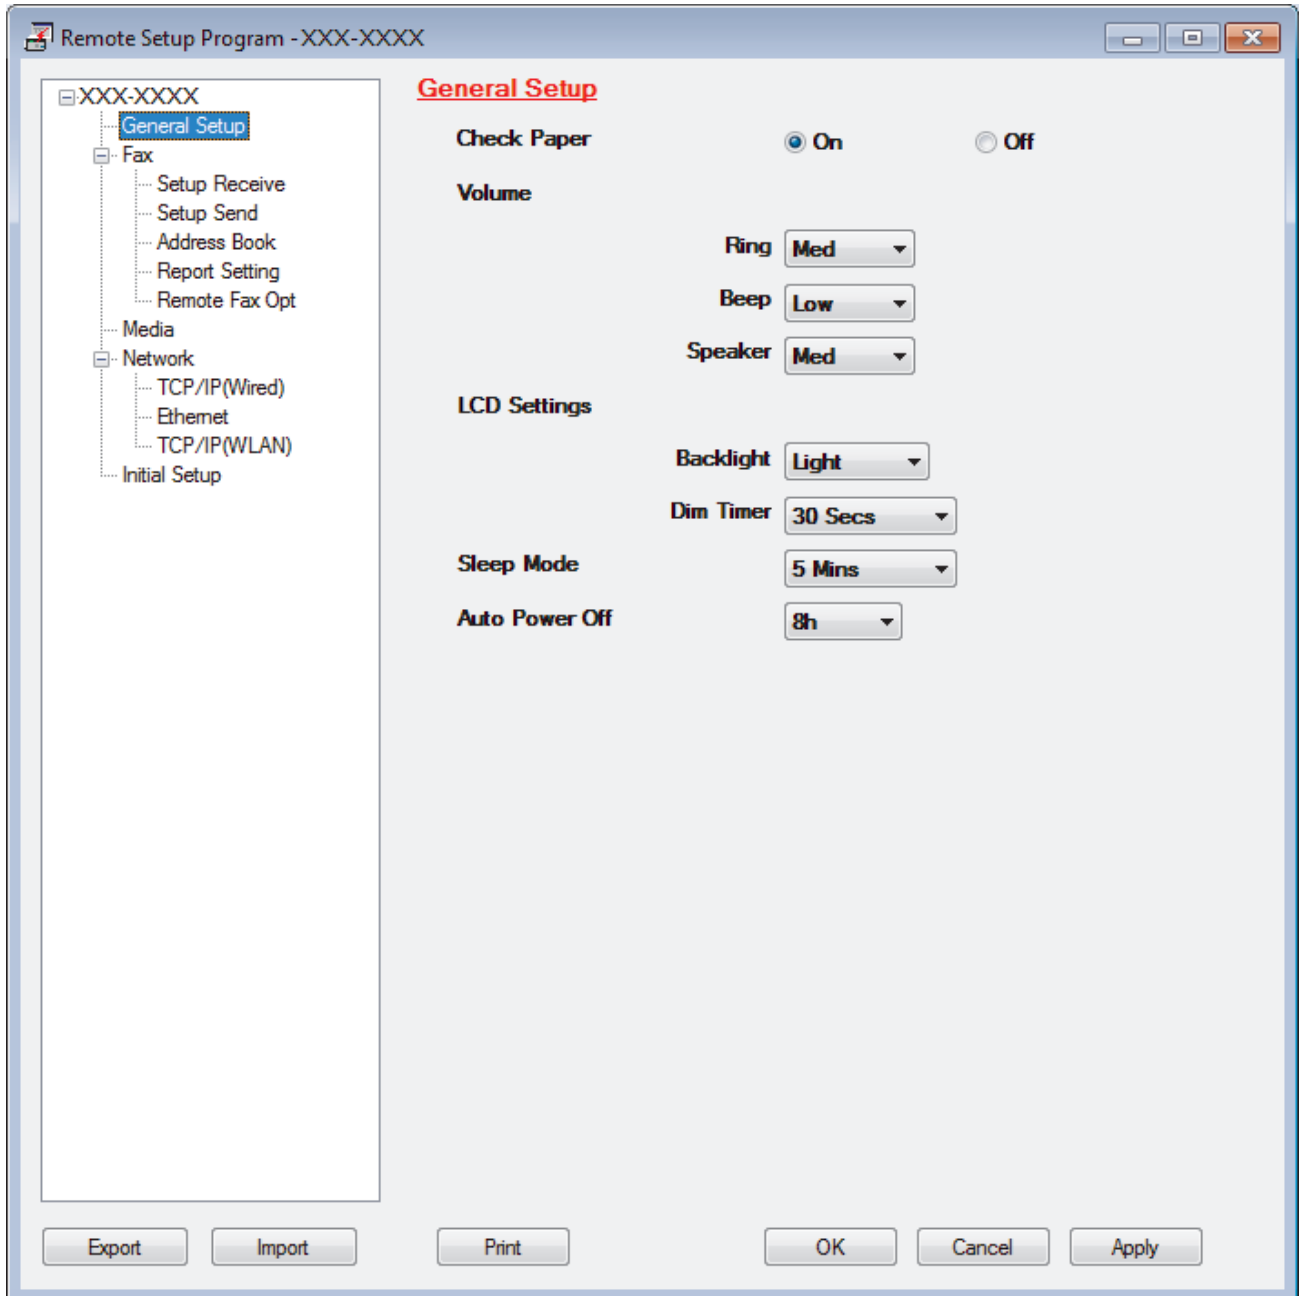 Remote Setup Program - XXX-XXXX
XXX-XXXX
General Setup
Fax
Setup Receive
Setup Send
Address Book
Report Setting
Remote Fax Opt
Media
Network
TCP/IP(Wired)
Ethernet
TCP/IP(WLAN)
Initial Setup
General Setup
Check Paper On Off
Volume
Ring Med
Beep Low
Speaker Med
LCD Settings
Backlight Light
Dim Timer 30 Secs
Sleep Mode 5 Mins
Auto Power Off 8h
Export Import Print OK Cancel Apply